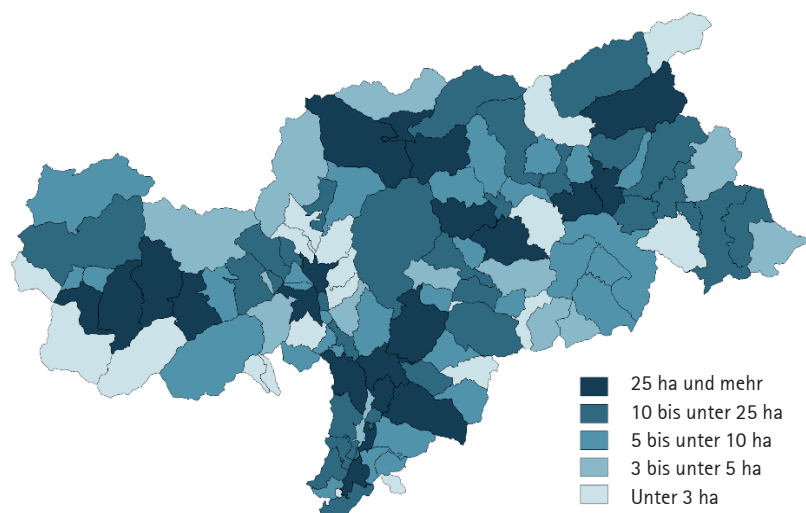 25 ha und mehr
10 bis unter 25 ha
5 bis unter 10 ha
3 bis unter 5 ha
Unter 3 ha